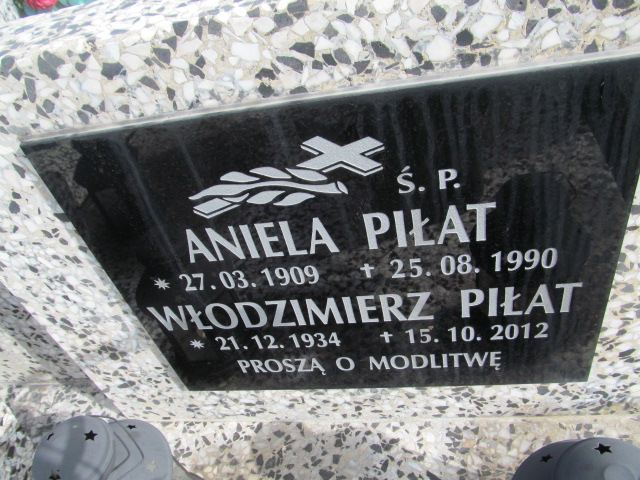 Ś. P.
ANIELA PIŁAT
* 27.03.1909 ✝ 25.08.1990
WŁODZIMIERZ PIŁAT
* 21.12.1934 ✝ 15.10.2012
PROSZĄ O MODLITWĘ